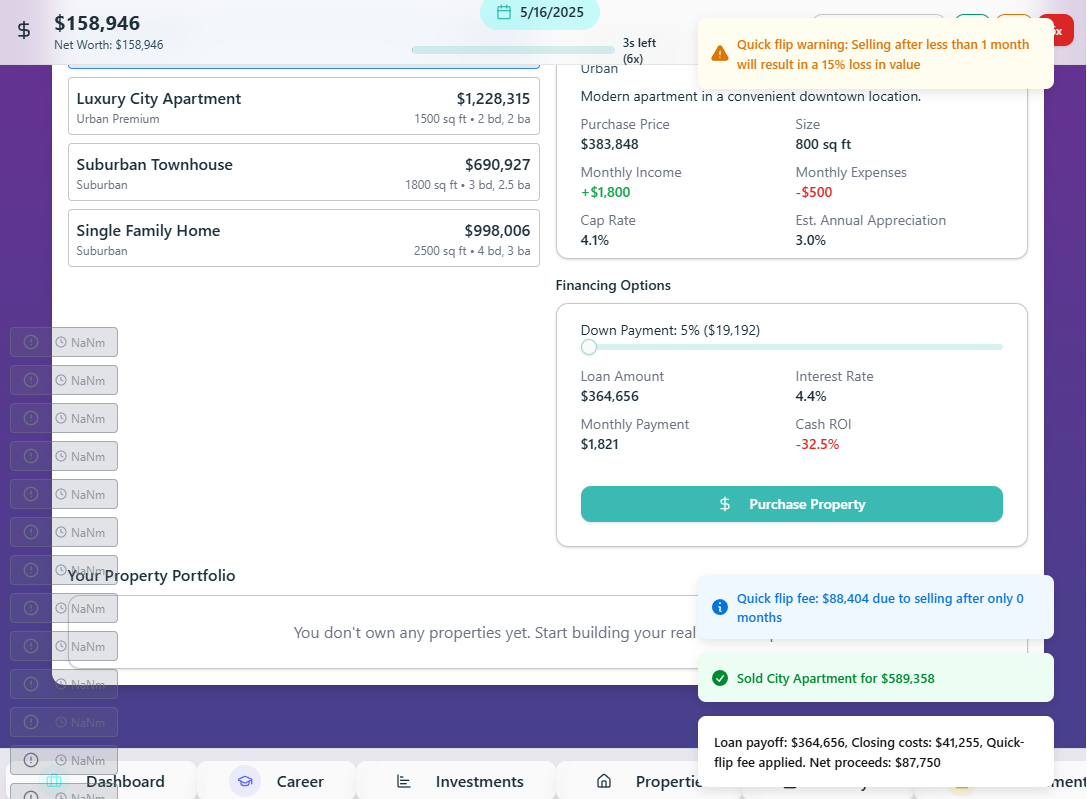 $158,946
Net Worth: $158,946
5/16/2025
3s left
(6x)
x
Quick flip warning: Selling after less than 1 month
will result in a 15% loss in value
Luxury City Apartment
$1,228,315
Urban Premium
1500 sq ft • 2 bd, 2 ba
Suburban Townhouse
$690,927
Suburban
1800 sq ft • 3 bd, 2.5 ba
Single Family Home
$998,006
Suburban
2500 sq ft • 4 bd, 3 ba
Urban
Modern apartment in a convenient downtown location.
Purchase Price
Size
$383,848
800 sq ft
Monthly Income
Monthly Expenses
+$1,800
-$500
Cap Rate
Est. Annual Appreciation
4.1%
3.0%
Financing Options
Down Payment: 5% ($19,192)
Loan Amount
Interest Rate
$364,656
4.4%
Monthly Payment
Cash ROI
$1,821
-32.5%
Purchase Property
NaNm
NaNm
NaNm
NaNm
NaNm
NaNm
NaNm
NaNm
NaNm
NaNm
NaNm
NaNm
NaNm
Your Property Portfolio
You don't own any properties yet. Start building your real
Quick flip fee: $88,404 due to selling after only 0
months
Sold City Apartment for $589,358
Loan payoff: $364,656, Closing costs: $41,255, Quick-
flip fee applied. Net proceeds: $87,750
Dashboard
Career
Investments
Propertie